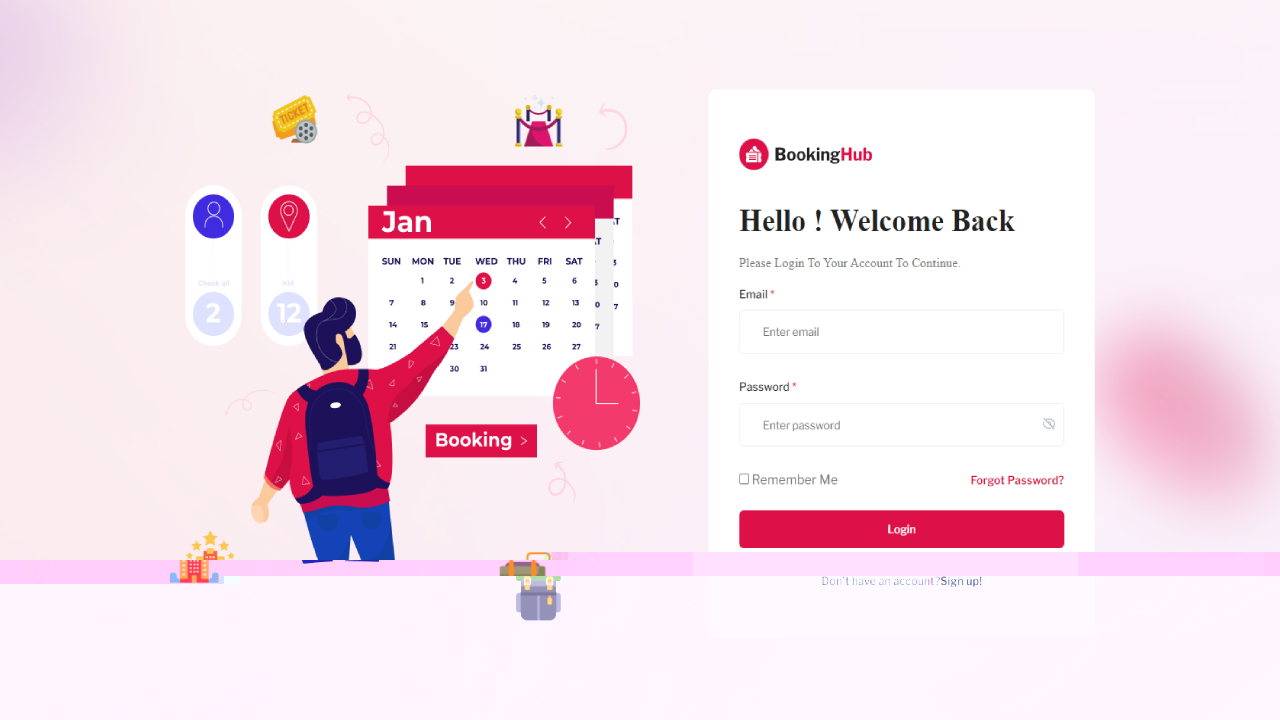 TICKET
Check all
2
KM
12
Jan
SUN MON TUE WED THU FRI SAT
1 2 3 4 5 6
7 8 9 10 11 12 13
14 15 17 18 19 20
21 23 24 25 26 27
30 31
Booking >
BookingHub
Hello ! Welcome Back
Please Login To Your Account To Continue.
Email *
Enter email
Password *
Enter password
Remember Me
Forgot Password?
Login
Don't have an account?Sign up!